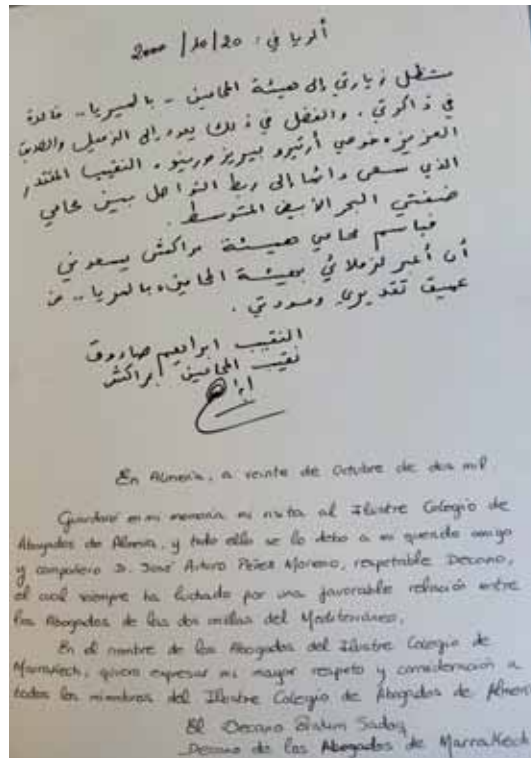 ألمريا في: 20/10/2000
ستظل زيارتي إلى هيئة المحامين - بالميريا.. خالدة
في ذاكرتي. والفضل في ذلك يعود إلى الزميل والصديق
العزيز خوصي أرتيرو بيريز مورينو. النقيب المقتدر
الذي سعى دائما إلى ربط التواصل بين محامي
ضفتي البحر الأبيض المتوسط.
فباسم محامي هيئة مراكش يسعدني
أن أعبر لزملائي بهيئة المحامين بالمريا.. عن
عميق تقديري ومودتي.
النقيب ابراهيم صادوق
نقيب المحامين بمراكش
En Almería, a veinte de Octubre de dos mil
Guardaré en mi memoria mi visita al Ilustre Colegio de
Abogados de Almería, y todo ello se lo debo a mi querido amigo
y compañero D. José Arturo Pérez Moreno, respetable Decano,
el cual siempre ha luchado por una favorable relación entre
los Abogados de las dos orillas del Mediterráneo.
En el nombre de los Abogados del Ilustre Colegio de
Marrakech, quiero expresar mi mayor respeto y consideración a
todos los miembros del Ilustre Colegio de Abogados de Almería
El Decano Brahim Sadoq
Decano de los Abogados de Marrakech